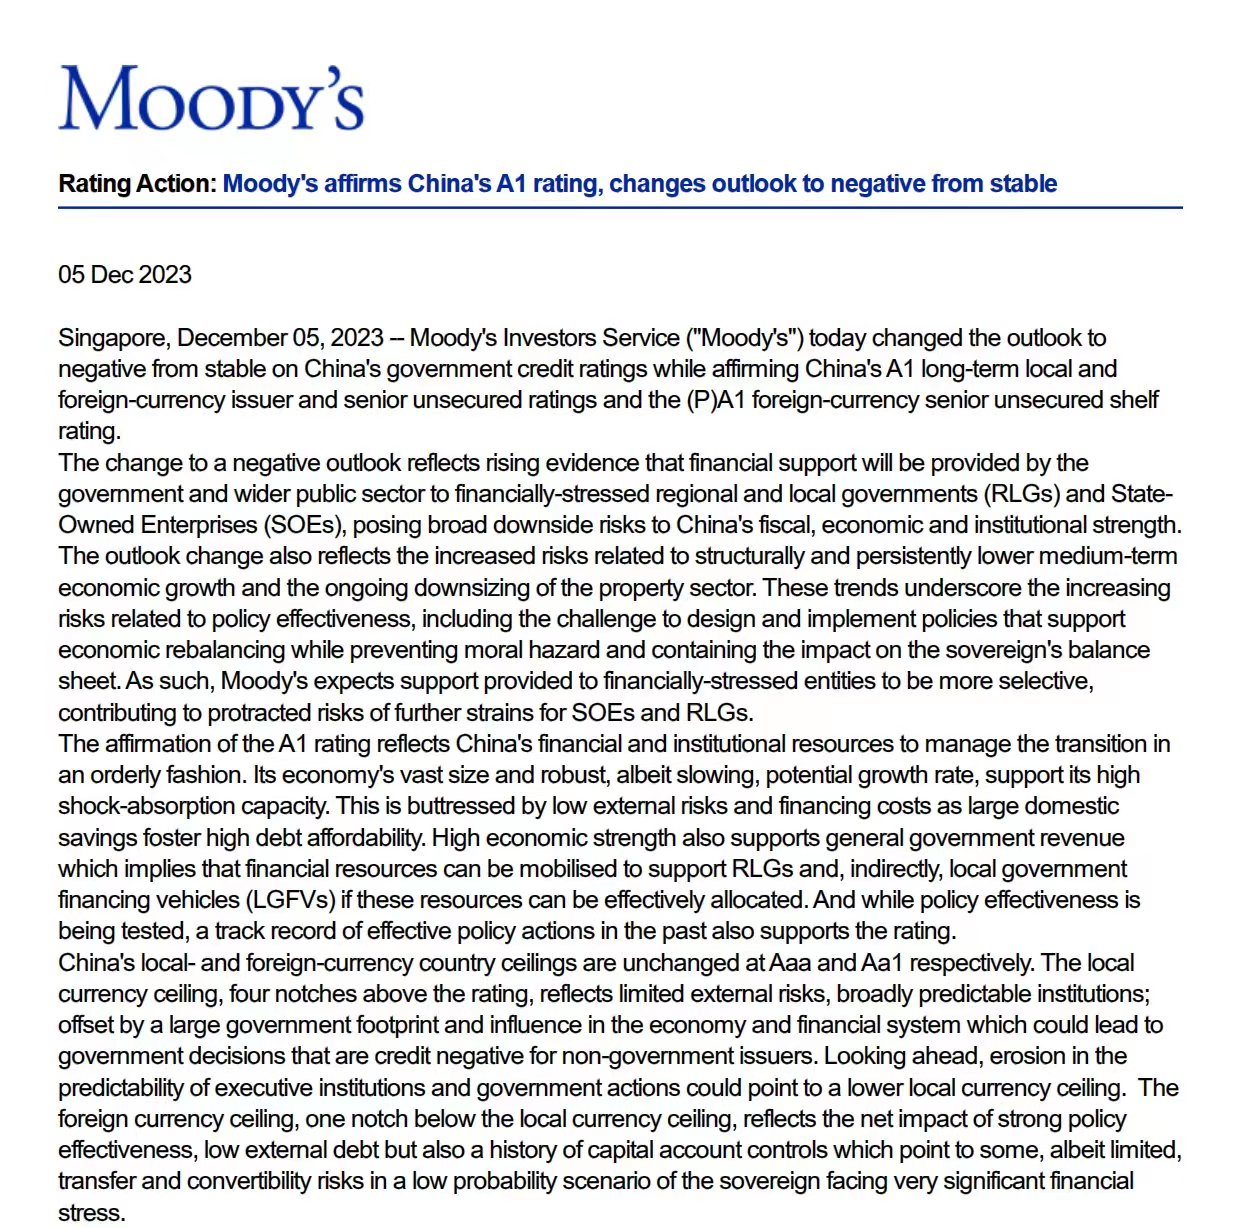 MOODY'S
Rating Action: Moody's affirms China's A1 rating, changes outlook to negative from stable
05 Dec 2023
Singapore, December 05, 2023 -- Moody's Investors Service ("Moody's") today changed the outlook to
negative from stable on China's government credit ratings while affirming China's A1 long-term local and
foreign-currency issuer and senior unsecured ratings and the (P)A1 foreign-currency senior unsecured shelf
rating.
The change to a negative outlook reflects rising evidence that financial support will be provided by the
government and wider public sector to financially-stressed regional and local governments (RLGs) and State-
Owned Enterprises (SOEs), posing broad downside risks to China's fiscal, economic and institutional strength.
The outlook change also reflects the increased risks related to structurally and persistently lower medium-term
economic growth and the ongoing downsizing of the property sector. These trends underscore the increasing
risks related to policy effectiveness, including the challenge to design and implement policies that support
economic rebalancing while preventing moral hazard and containing the impact on the sovereign's balance
sheet. As such, Moody's expects support provided to financially-stressed entities to be more selective,
contributing to protracted risks of further strains for SOEs and RLGs.
The affirmation of the A1 rating reflects China's financial and institutional resources to manage the transition in
an orderly fashion. Its economy's vast size and robust, albeit slowing, potential growth rate, support its high
shock-absorption capacity. This is buttressed by low external risks and financing costs as large domestic
savings foster high debt affordability. High economic strength also supports general government revenue
which implies that financial resources can be mobilised to support RLGs and, indirectly, local government
financing vehicles (LGFVs) if these resources can be effectively allocated. And while policy effectiveness is
being tested, a track record of effective policy actions in the past also supports the rating.
China's local- and foreign-currency country ceilings are unchanged at Aaa and Aa1 respectively. The local
currency ceiling, four notches above the rating, reflects limited external risks, broadly predictable institutions;
offset by a large government footprint and influence in the economy and financial system which could lead to
government decisions that are credit negative for non-government issuers. Looking ahead, erosion in the
predictability of executive institutions and government actions could point to a lower local currency ceiling.  The
foreign currency ceiling, one notch below the local currency ceiling, reflects the net impact of strong policy
effectiveness, low external debt but also a history of capital account controls which point to some, albeit limited,
transfer and convertibility risks in a low probability scenario of the sovereign facing very significant financial
stress.